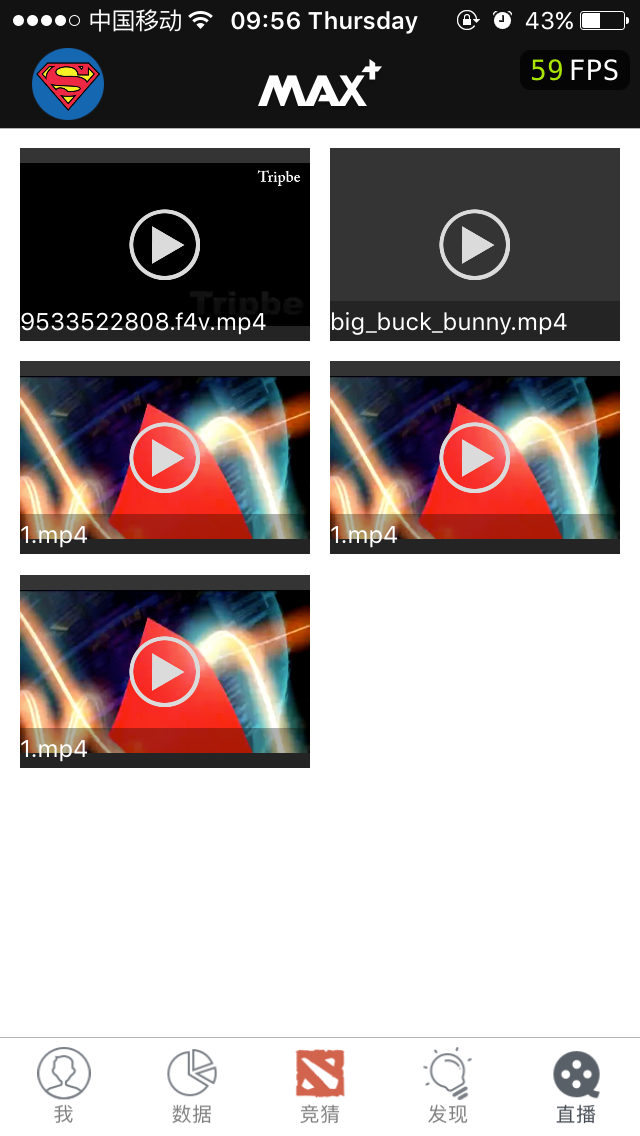 中国移动 09:56 Thursday 43%
MAX+
59 FPS
Tripbe
Tripbe
9533522808.f4v.mp4
big_buck_bunny.mp4
1.mp4
1.mp4
1.mp4
我
数据
竞猜
发现
直播